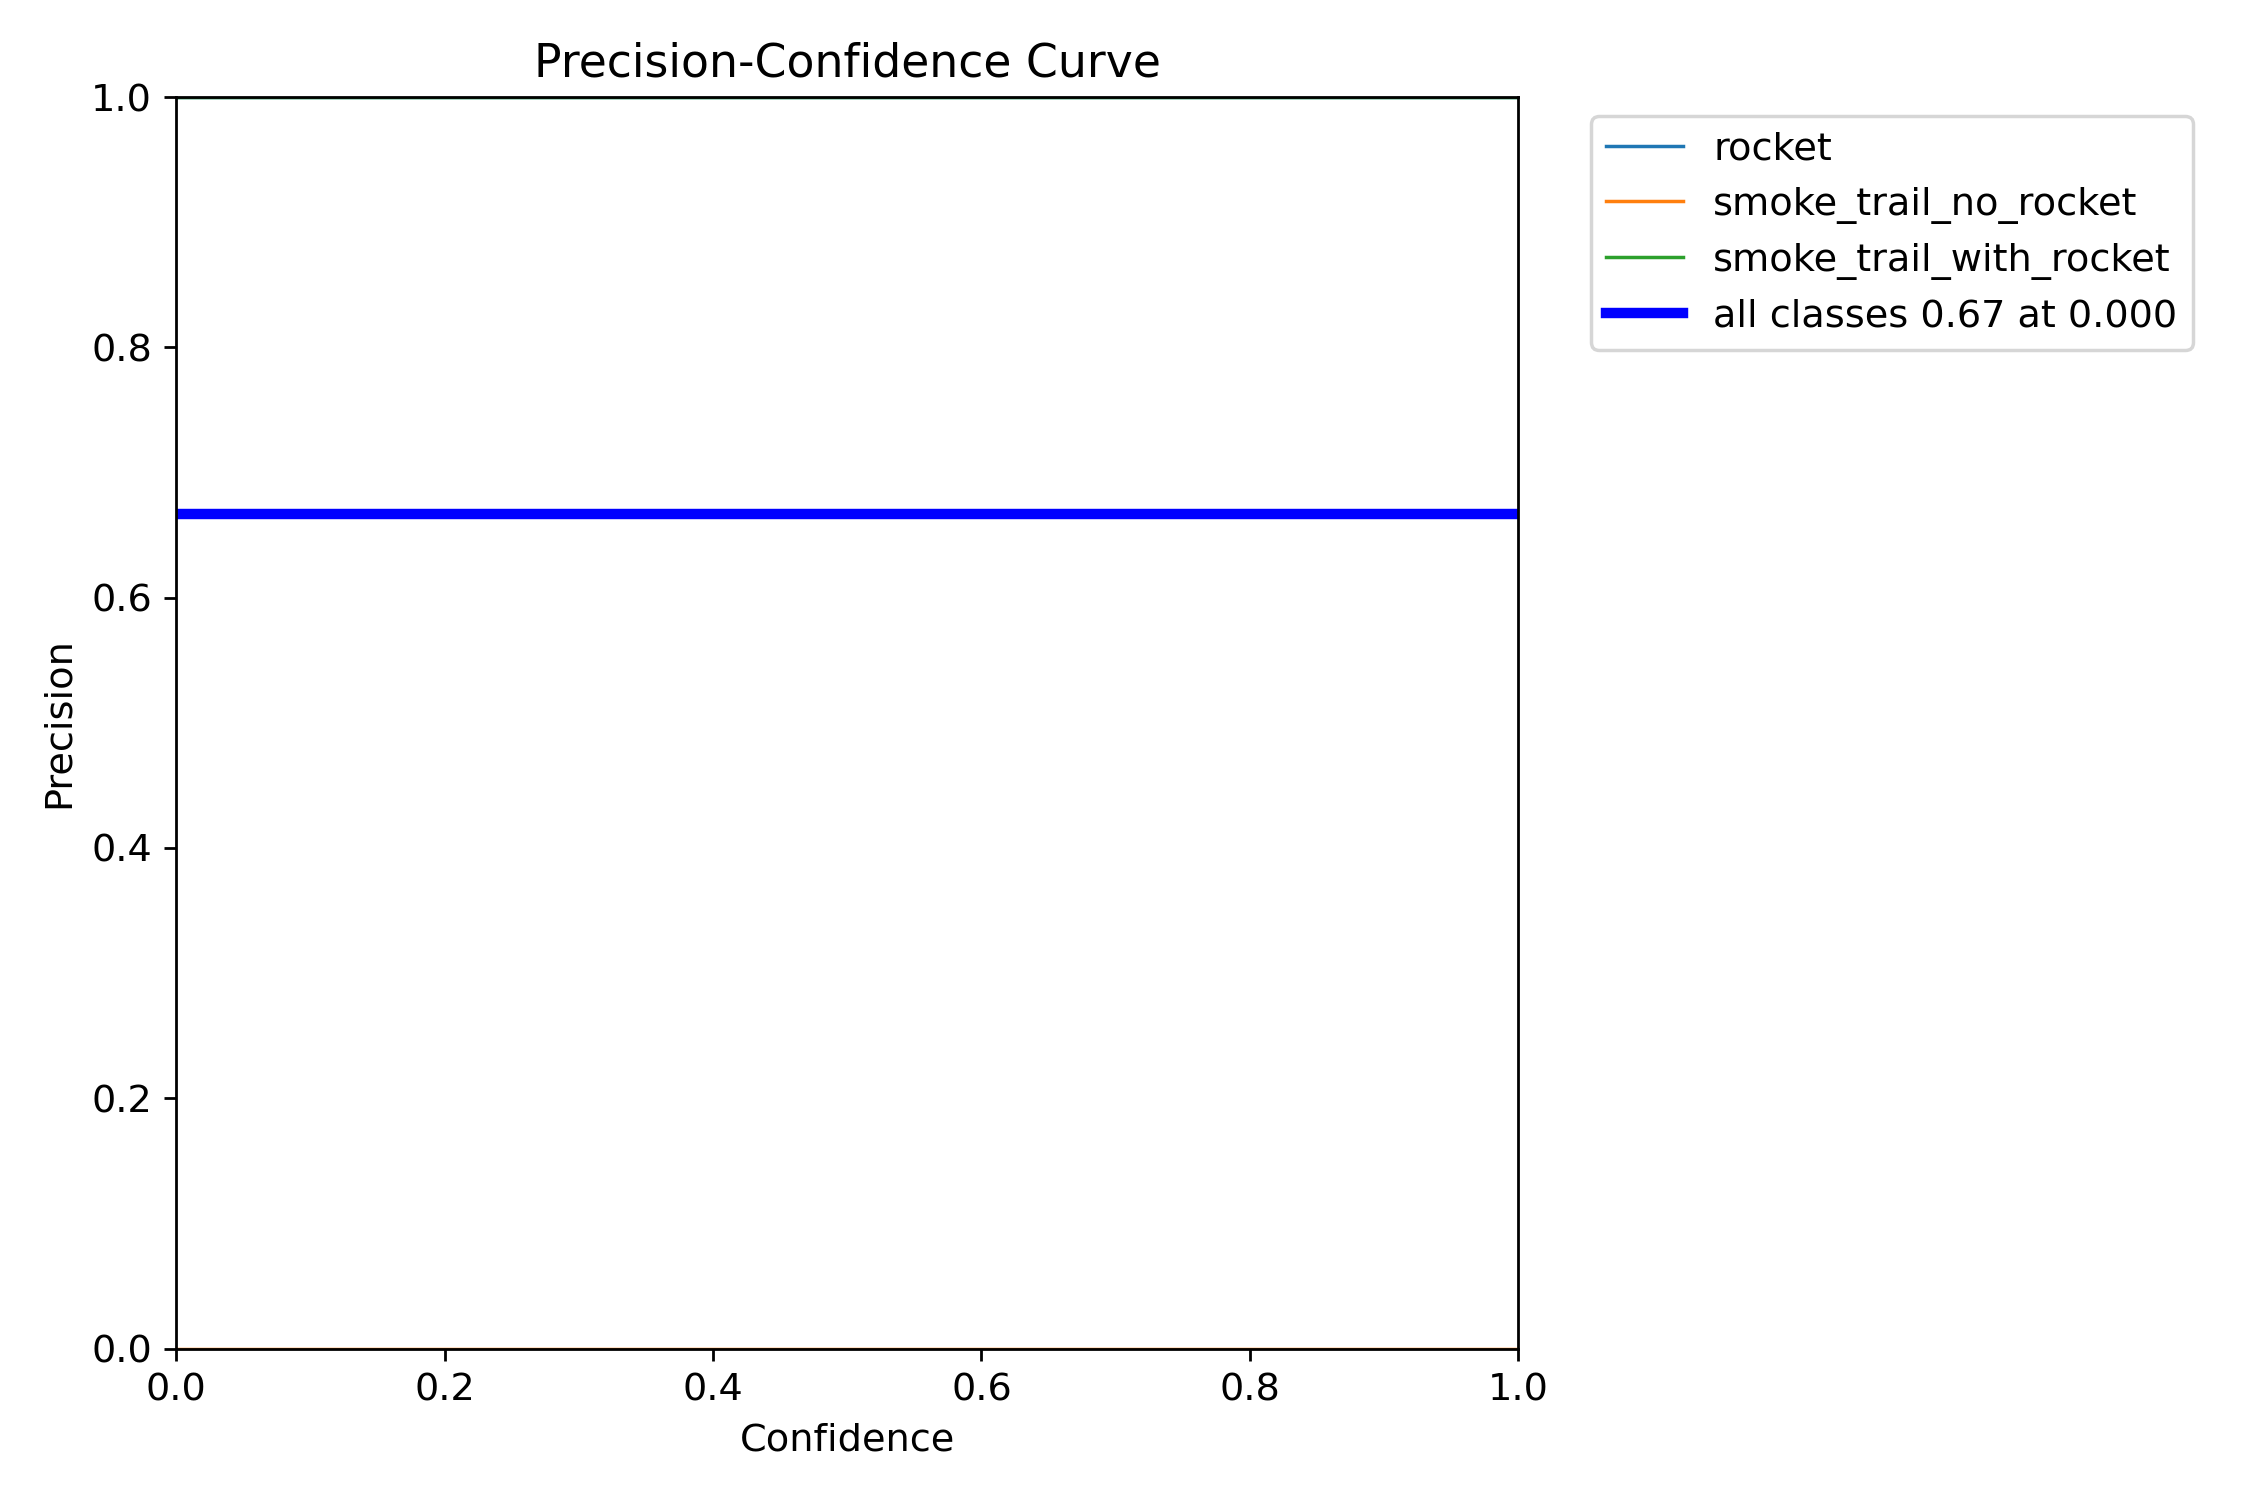 Precision-Confidence Curve
1.0
0.8
0.6
0.4
0.2
0.0
Precision
0.0 0.2 0.4 0.6 0.8 1.0
Confidence
rocket
smoke_trail_no_rocket
smoke_trail_with_rocket
all classes 0.67 at 0.000